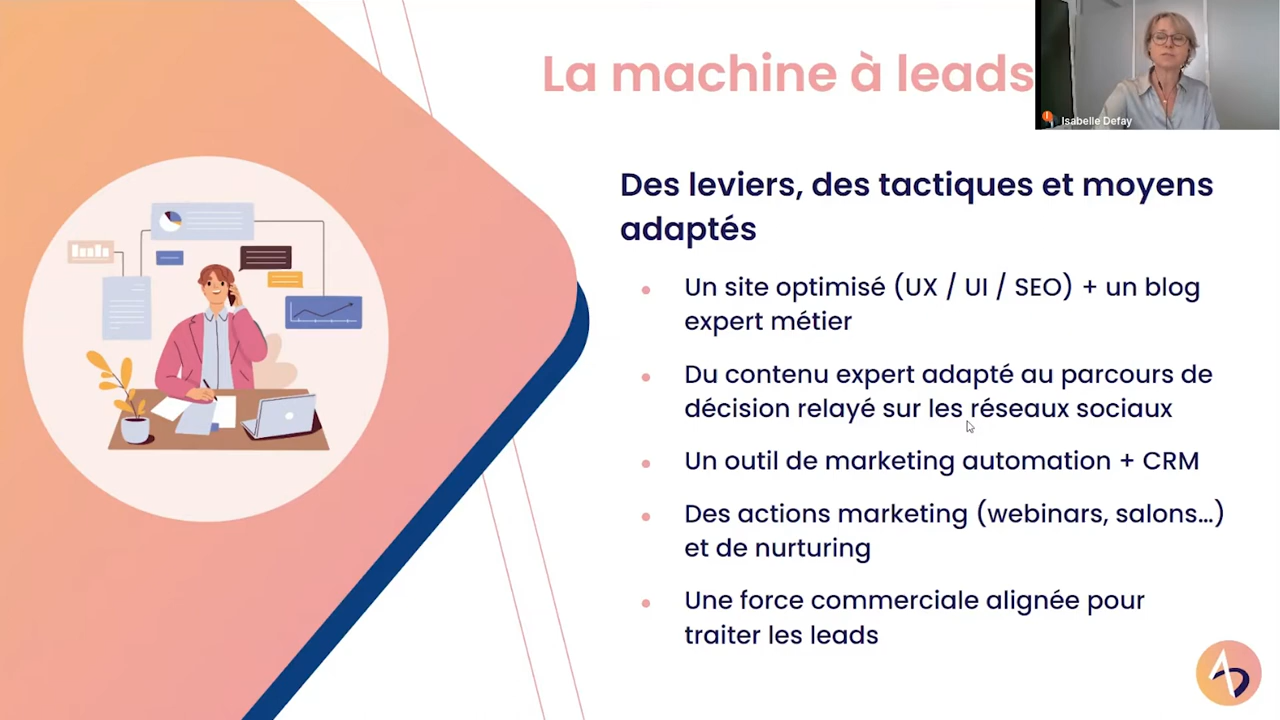 La machine à leads
Isabelle Defay
Des leviers, des tactiques et moyens
adaptés
Un site optimisé (UX / UI / SEO) + un blog
expert métier
Du contenu expert adapté au parcours de
décision relayé sur les réseaux sociaux
Un outil de marketing automation + CRM
Des actions marketing (webinars, salons…)
et de nurturing
Une force commerciale alignée pour
traiter les leads